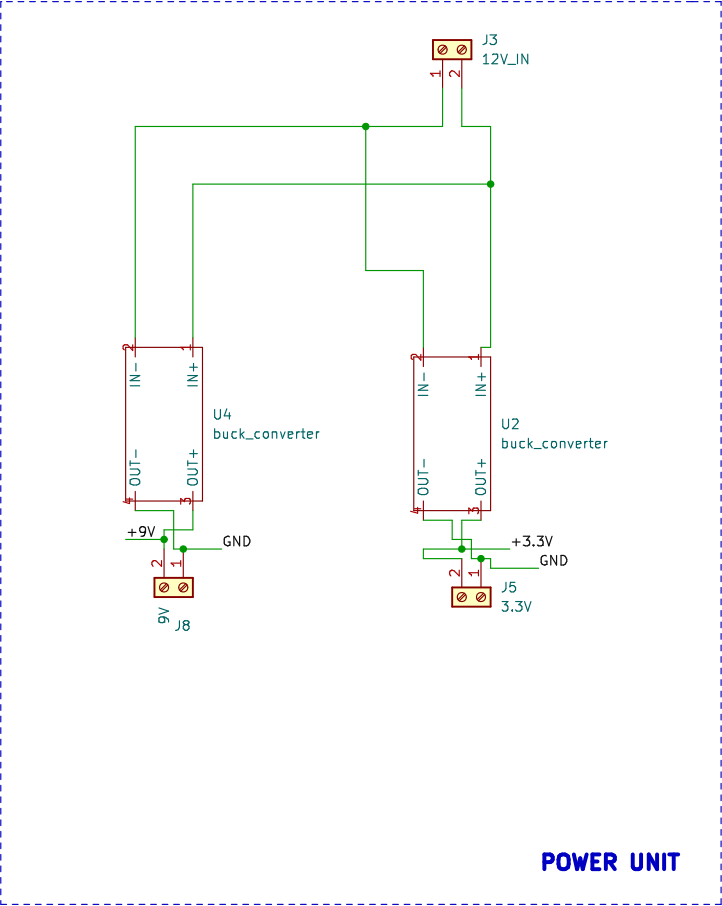 J3
12V_IN
1
2
2
1
IN-
IN+
U4
buck_converter
OUT-
OUT+
4
3
2
1
IN-
IN+
U2
buck_converter
OUT-
OUT+
4
3
+9V
GND
2
1
9V
J8
+3.3V
GND
2
1
J5
3.3V
POWER UNIT